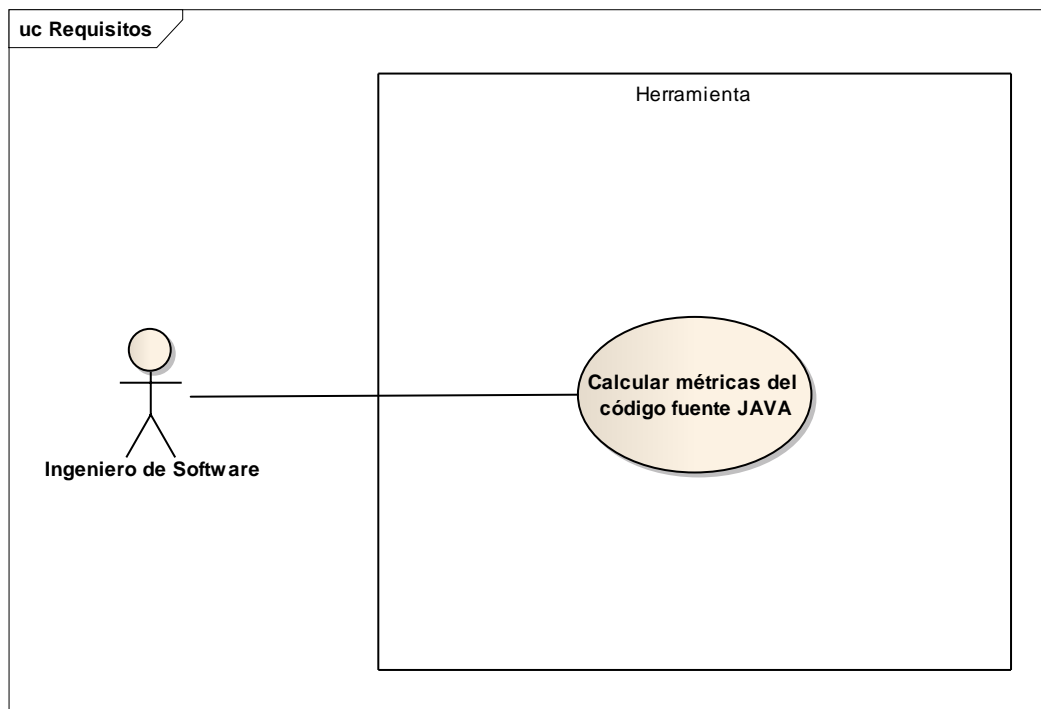 uc Requisitos
Herramienta
Calcular métricas del
código fuente JAVA
Ingeniero de Software